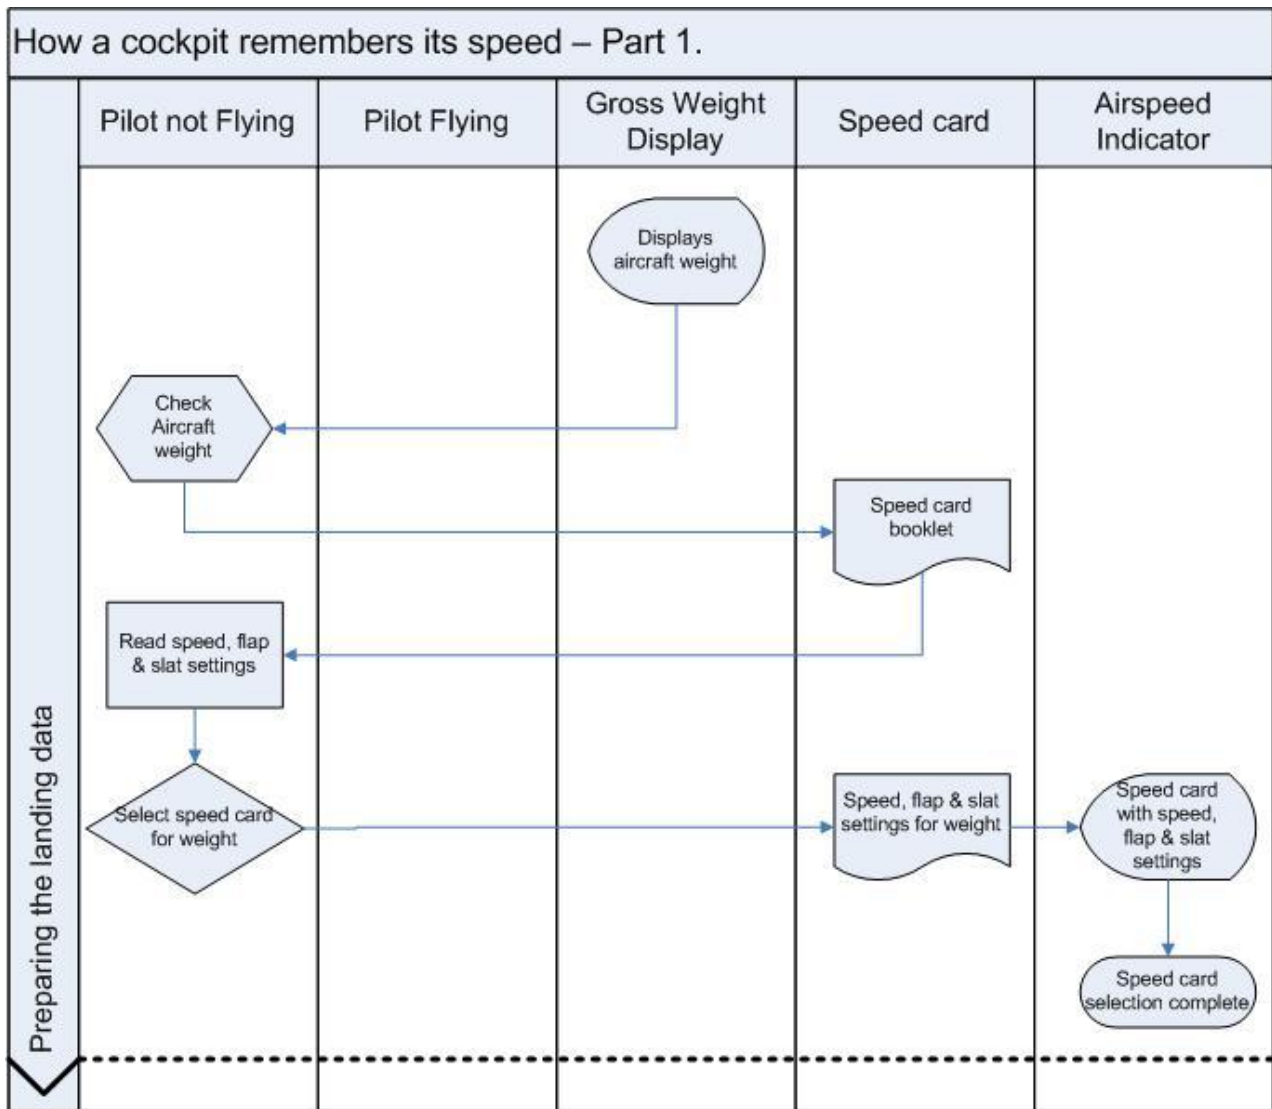 How a cockpit remembers its speed – Part 1.
Pilot not Flying
Pilot Flying
Gross Weight
Display
Speed card
Airspeed
Indicator
Preparing the landing data
Displays
aircraft weight
Check
Aircraft
weight
Speed card
booklet
Read speed, flap
& slat settings
Select speed card
for weight
Speed, flap & slat
settings for weight
Speed card
with speed,
flap & slat
settings
Speed card
selection complete